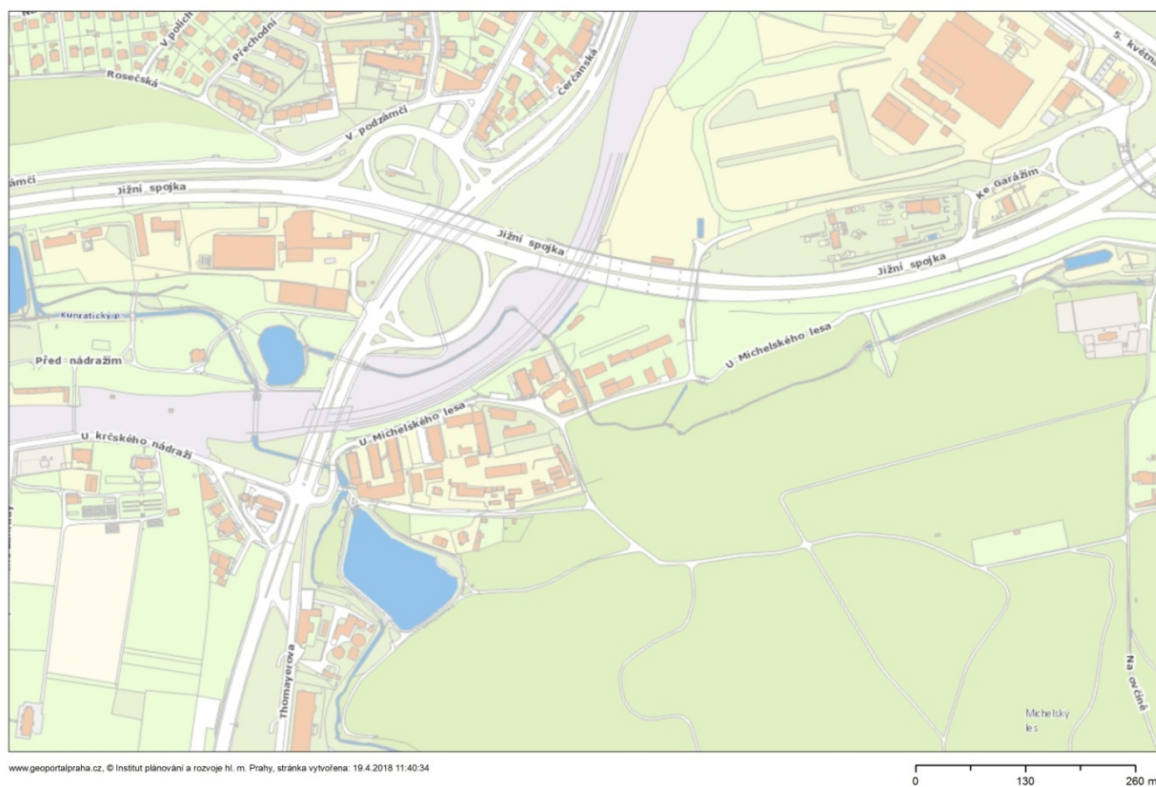 V polích
Přechodní
Rosečská
Čerčanská
V podzámčí
5. květn
Ke Garážím
ámčí
Jižní spojka
Jižní spojka
Jižní spojka
Kunratický p.
Před nádražím
U Michelského lesa
U Michelského lesa
U krčského nádraží
Thomayerova
Na ovčíně
Michelský
les
www.geoportalpraha.cz, © Institut plánování a rozvoje hl. m. Prahy, stránka vytvořena: 19.4.2018 11:40:34
0 130 260 m